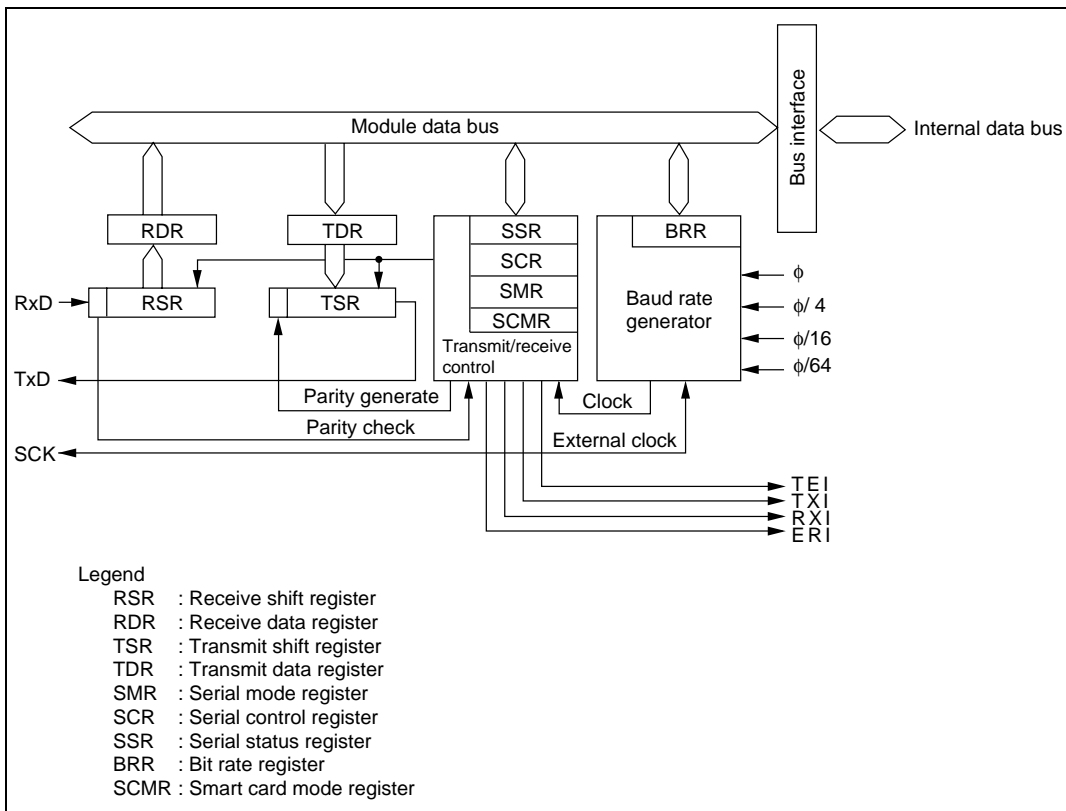 Module data bus
Bus interface
Internal data bus
RDR
TDR
SSR
BRR
SCR
RxD
RSR
TSR
SMR
SCMR
Baud rate
generator
ϕ
ϕ/ 4
ϕ/16
ϕ/64
Transmit/receive
control
TxD
Parity generate
Clock
Parity check
External clock
SCK
TEI
TXI
RXI
ERI
Legend
RSR : Receive shift register
RDR : Receive data register
TSR : Transmit shift register
TDR : Transmit data register
SMR : Serial mode register
SCR : Serial control register
SSR : Serial status register
BRR : Bit rate register
SCMR : Smart card mode register